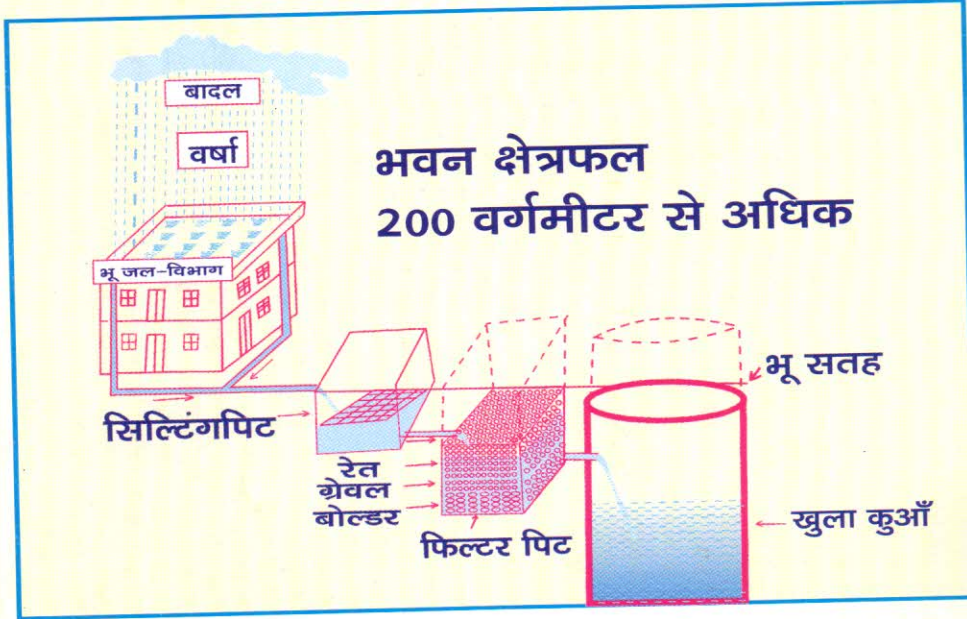 बादल
वर्षा
भवन क्षेत्रफल
200 वर्गमीटर से अधिक
भू जल-विभाग
भू सतह
सिल्टिंगपिट
रेत
ग्रेवल
बोल्डर
फिल्टर पिट
खुला कुआँ